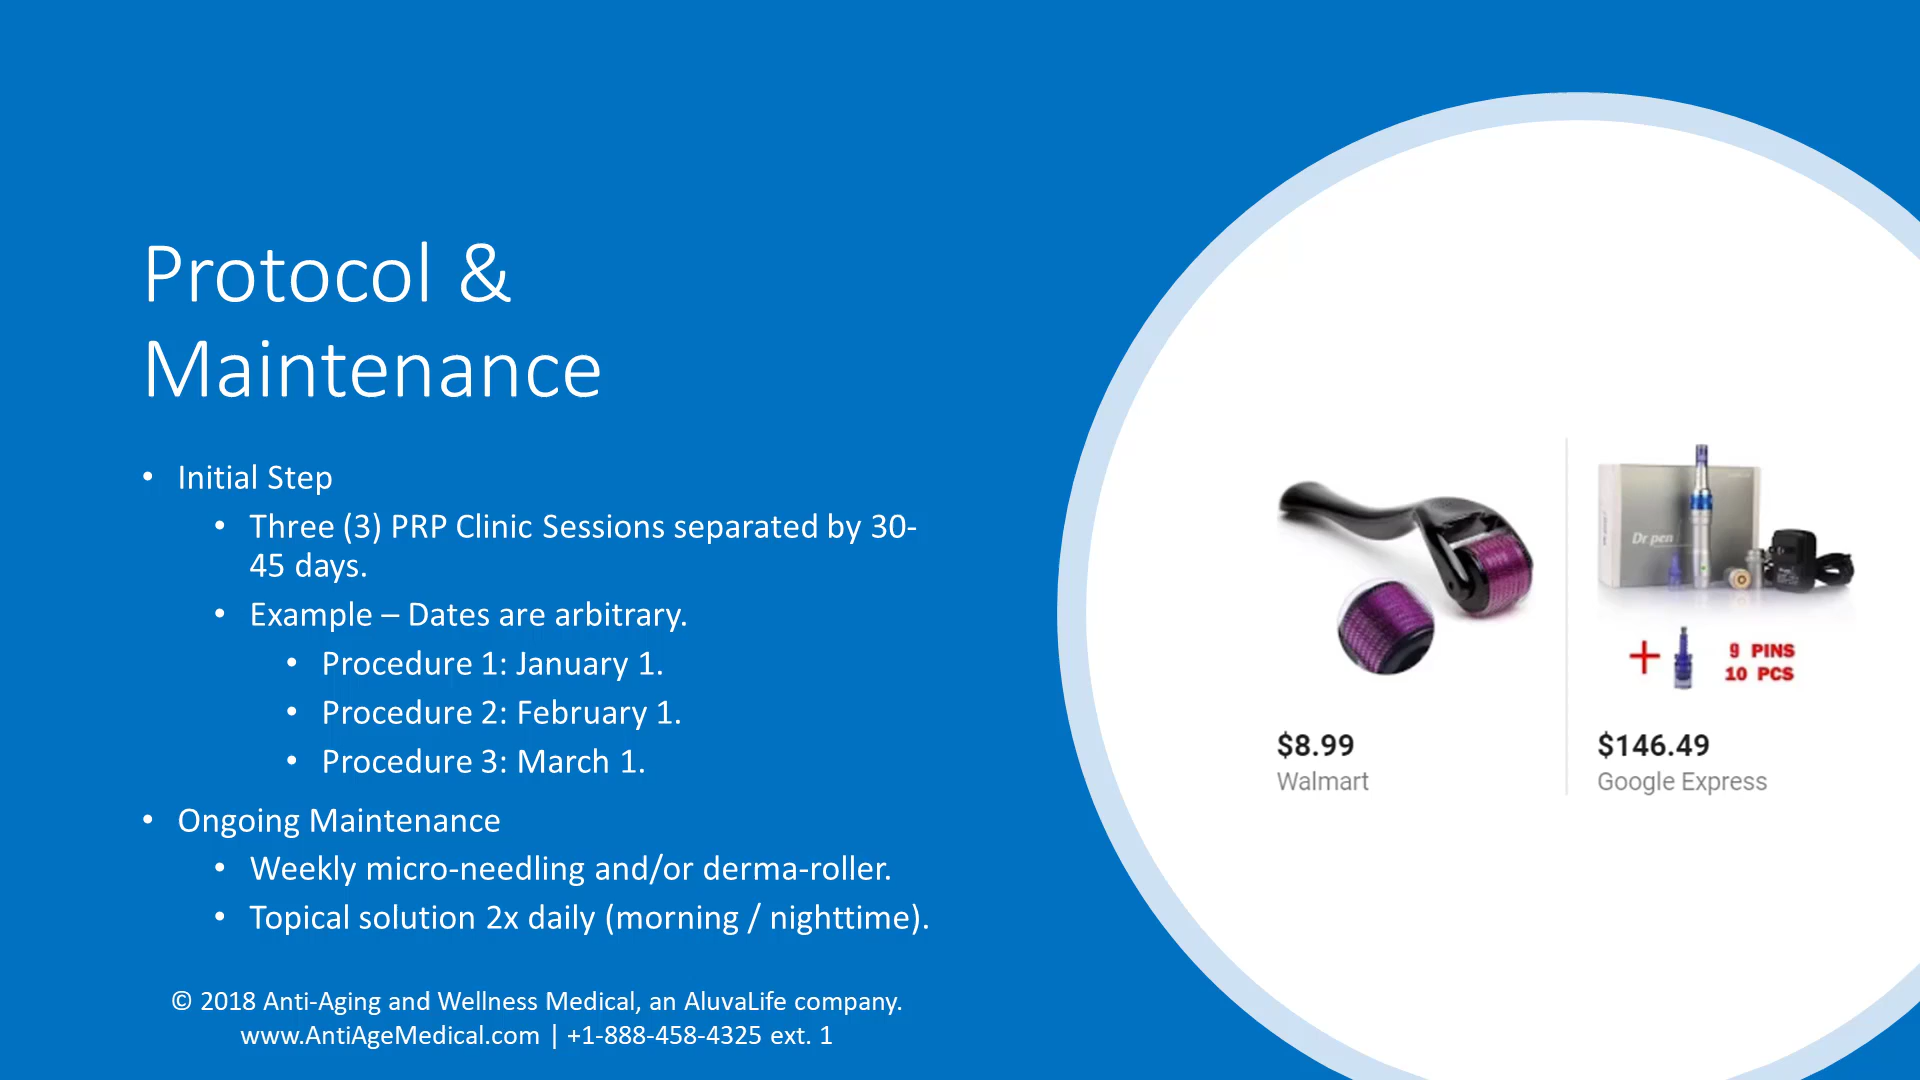 Protocol &
Maintenance
• Initial Step
• Three (3) PRP Clinic Sessions separated by 30-
45 days.
• Example – Dates are arbitrary.
• Procedure 1: January 1.
• Procedure 2: February 1.
• Procedure 3: March 1.
• Ongoing Maintenance
• Weekly micro-needling and/or derma-roller.
• Topical solution 2x daily (morning / nighttime).
© 2018 Anti-Aging and Wellness Medical, an AluvaLife company.
www.AntiAgeMedical.com | +1-888-458-4325 ext. 1
$8.99
Walmart
Dr pen
+ 9 PINS
10 PCS
$146.49
Google Express